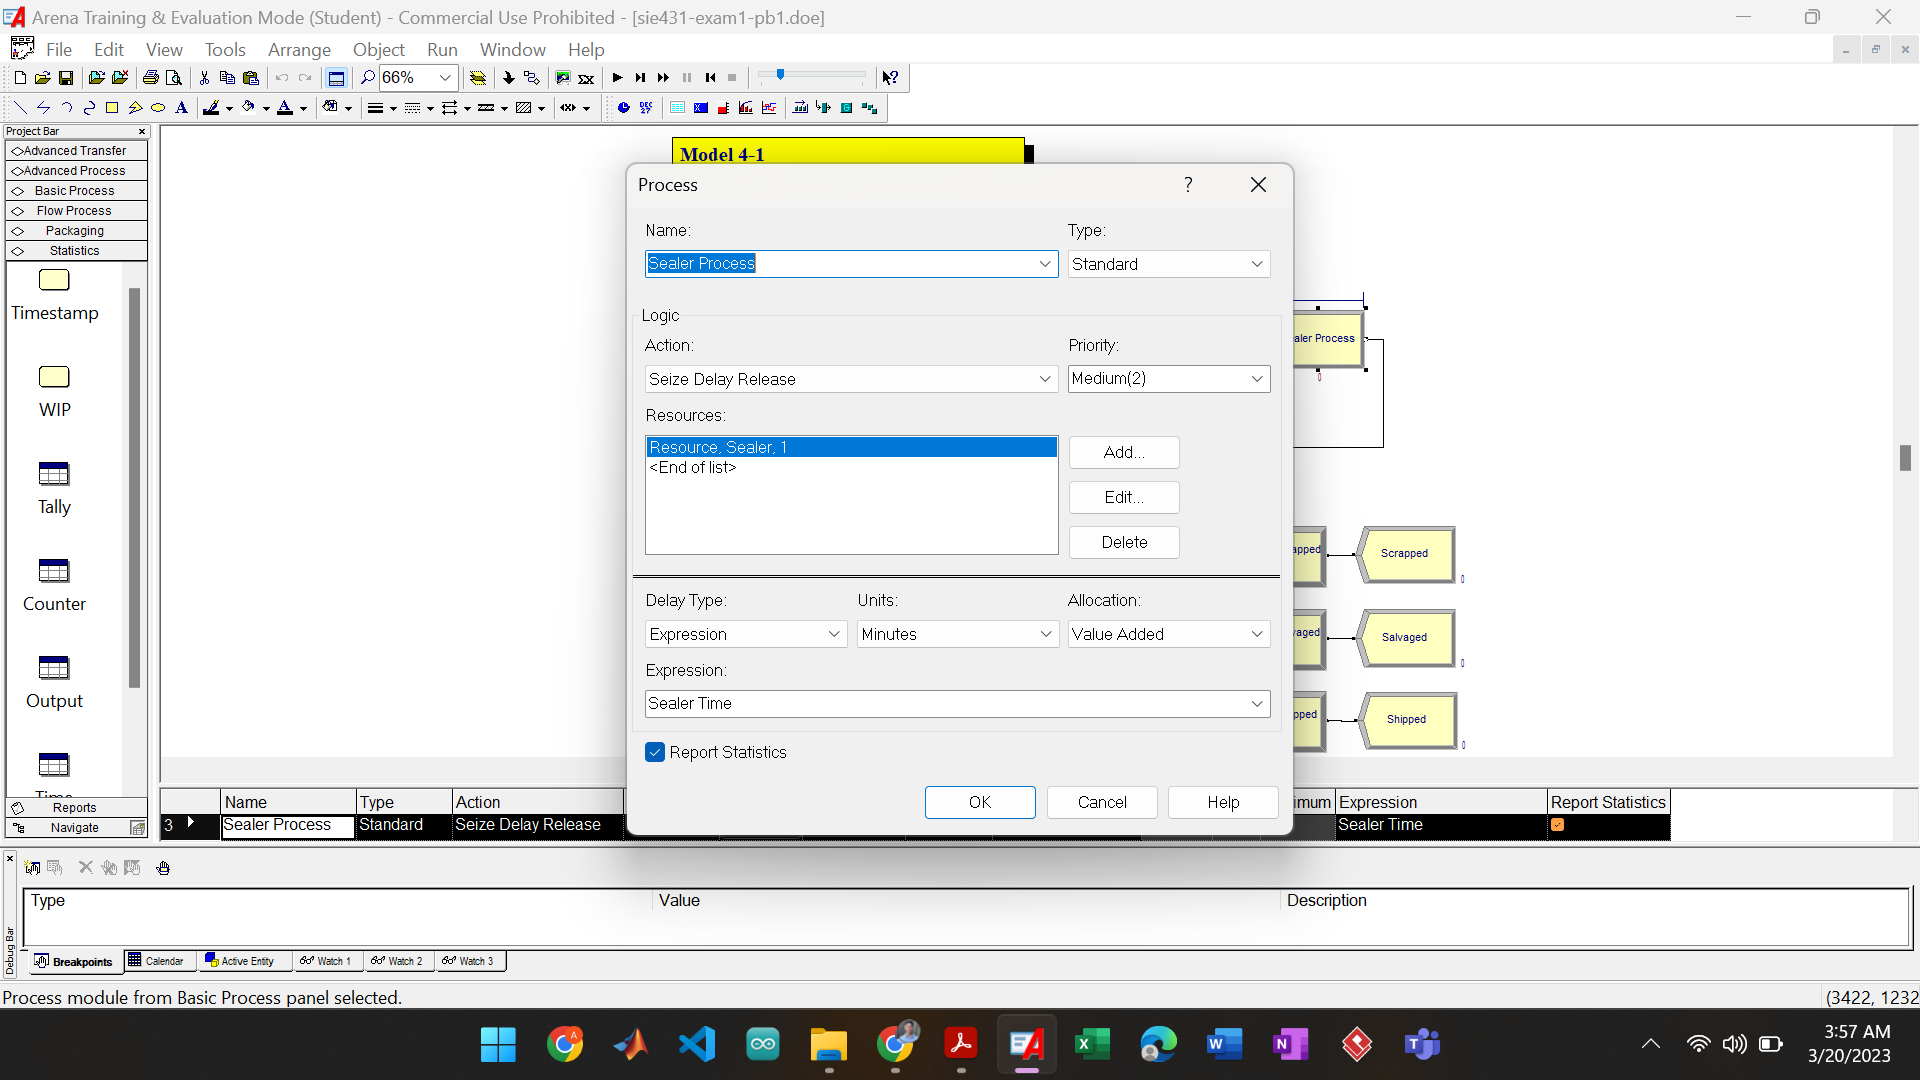 Arena Training & Evaluation Mode (Student) - Commercial Use Prohibited - [sie431-exam1-pb1.doe]
File Edit View Tools Arrange Object Run Window Help
66%
Project Bar
Advanced Transfer
Advanced Process
Basic Process
Flow Process
Packaging
Statistics
Timestamp
WIP
Tally
Counter
Output
Time
Reports
Navigate
Model 4-1
Process
?
Name: Type:
Sealer Process Standard
Logic
Action: Priority:
Seize Delay Release Medium(2)
Resources:
Resource, Sealer, 1
<End of list>
Add...
Edit...
Delete
Delay Type: Units: Allocation:
Expression Minutes Value Added
Expression:
Sealer Time
Report Statistics
OK Cancel Help
aler Process
0
apped Scrapped
0
vaged Salvaged
0
pped Shipped
0
Name Type Action imum Expression Report Statistics
3 Sealer Process Standard Seize Delay Release Sealer Time
Debug Bar
Type Value Description
Breakpoints Calendar Active Entity Watch 1 Watch 2 Watch 3
Process module from Basic Process panel selected.
(3422, 1232
3:57 AM
3/20/2023